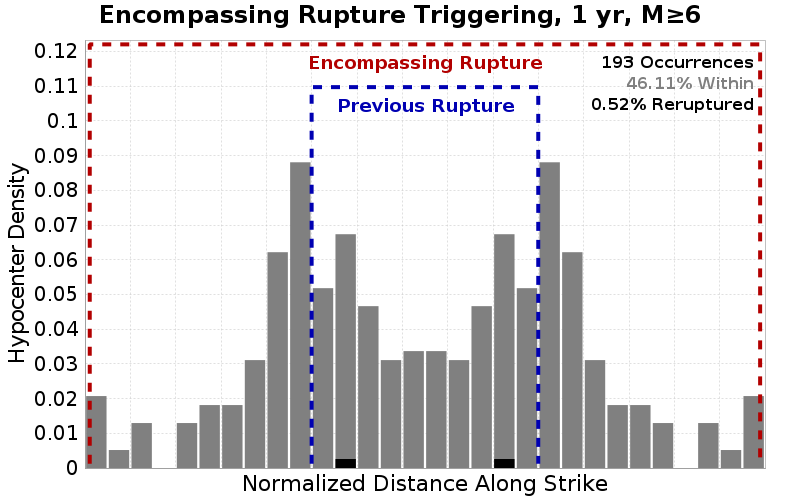 Encompassing Rupture Triggering, 1 yr, M≥6
0.12
0.11
0.1
0.09
0.08
0.07
0.06
0.05
0.04
0.03
0.02
0.01
0
Hypocenter Density
Encompassing Rupture
Previous Rupture
193 Occurrences
46.11% Within
0.52% Reruptured
Normalized Distance Along Strike